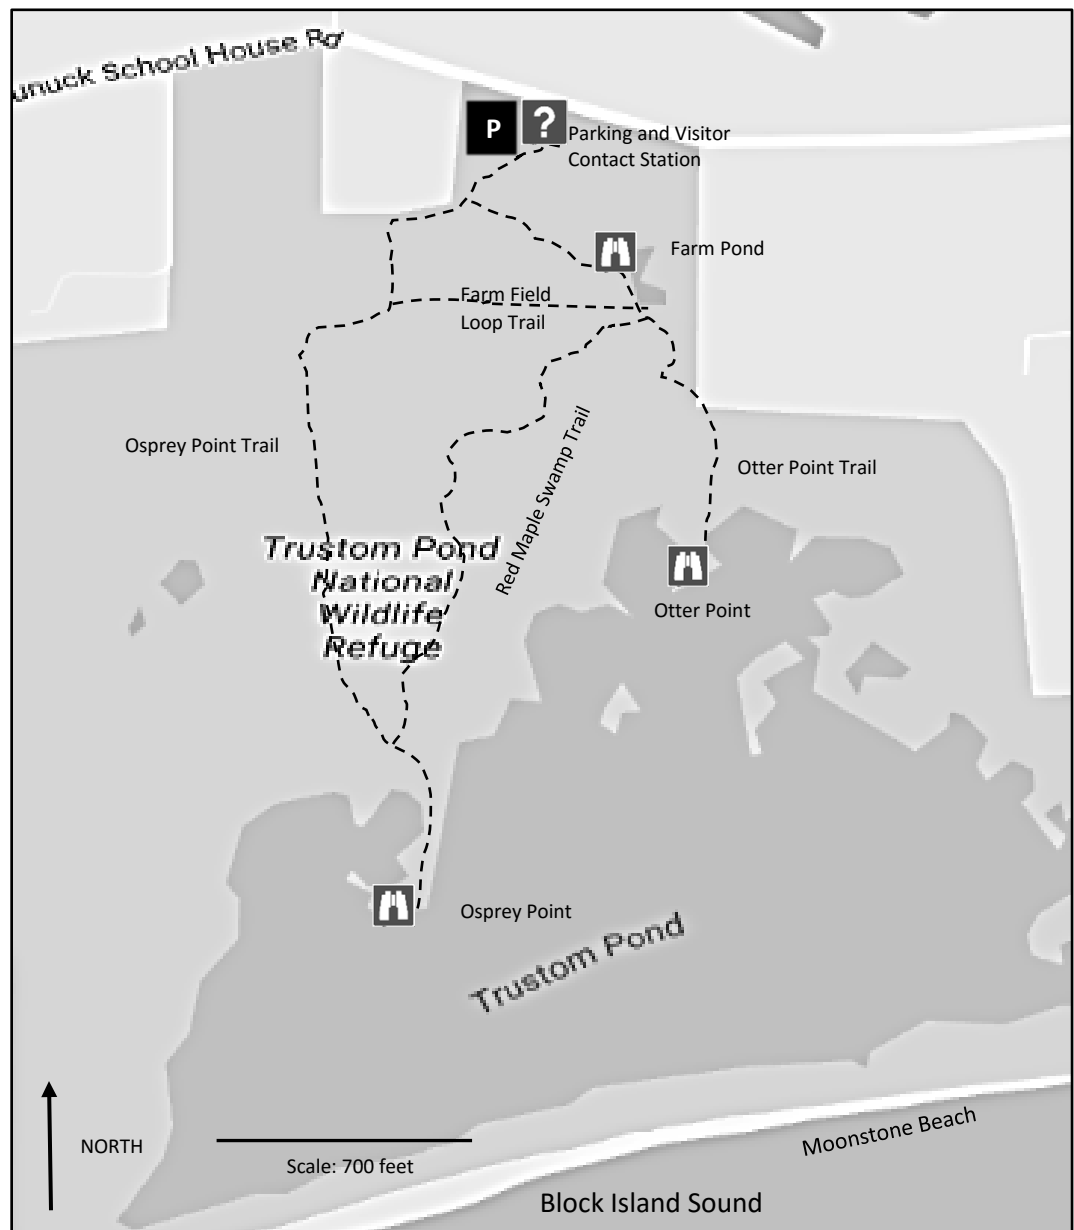 unuck School House Rd
P
?
Parking and Visitor
Contact Station
Farm Pond
Farm Field
Loop Trail
Osprey Point Trail
Red Maple Swamp Trail
Otter Point Trail
Trustom Pond
National
Wildlife
Refuge
Otter Point
Osprey Point
Trustom Pond
NORTH
Scale: 700 feet
Moonstone Beach
Block Island Sound